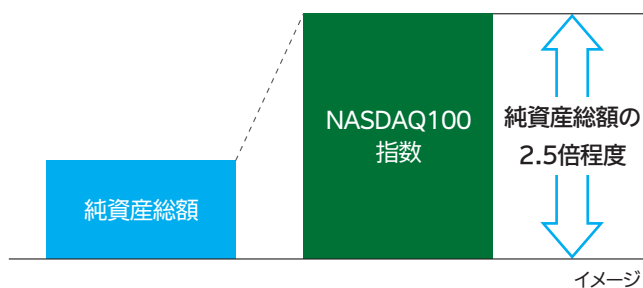 純資産総額
NASDAQ100
指数
純資産総額の
2.5倍程度
イメージ